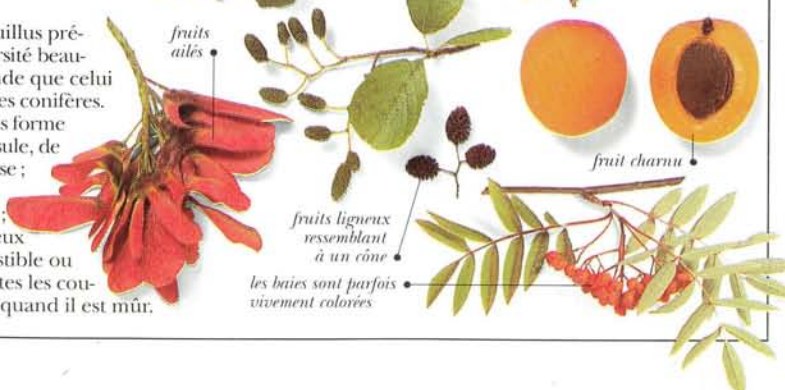 uillus pré-
rsité beau-
nde que celui
es conifères.
s forme
sule, de
se ;
;
eux
stible ou
tes les cou-
quand il est mûr.
fruits
ailés
fruits ligneux
ressemblant
à un cône
les baies sont parfois
vivement colorées
fruit charnu